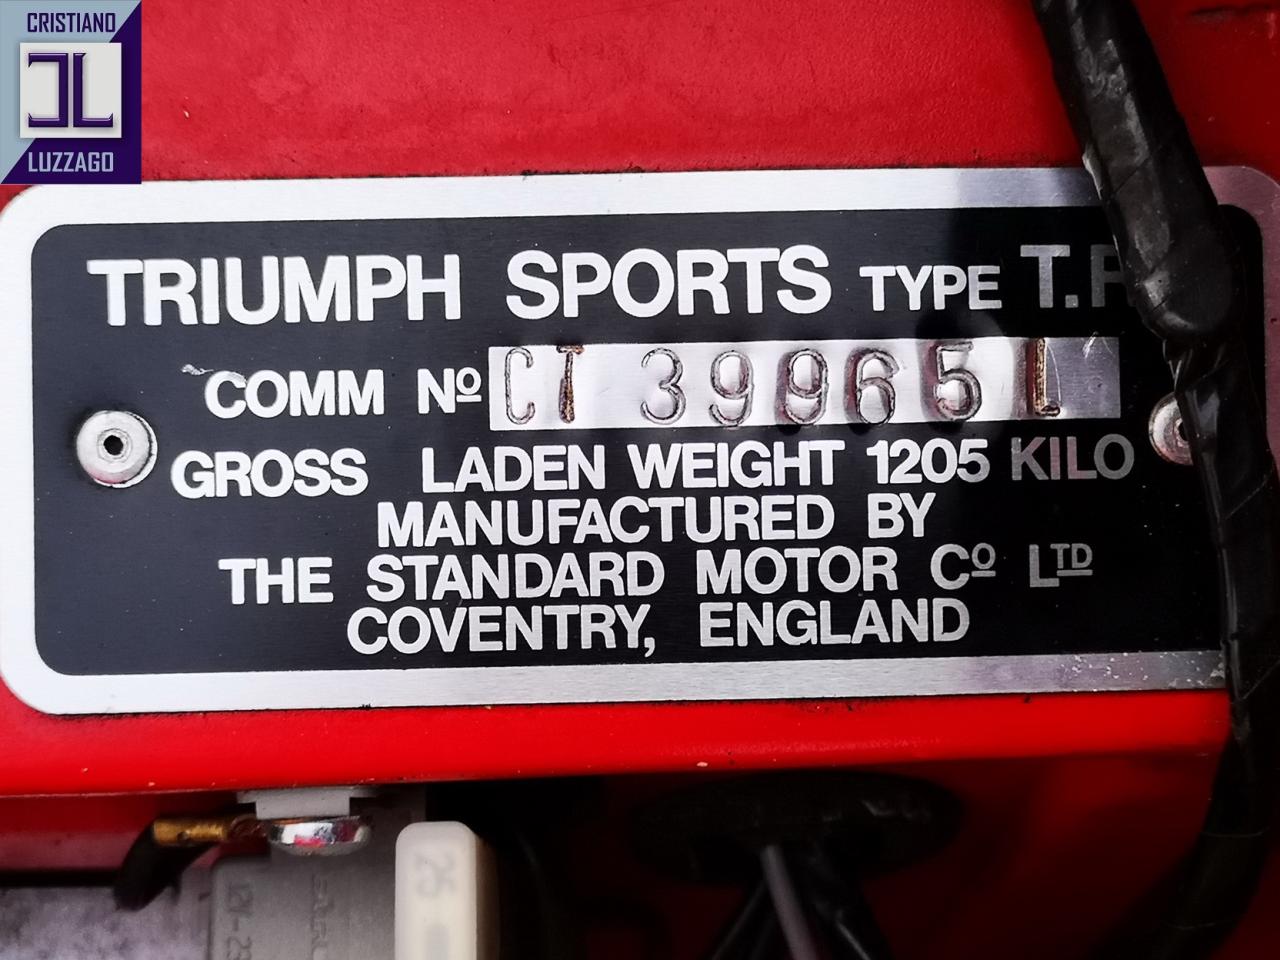 CRISTIANO
LUZZAGO
TRIUMPH SPORTS TYPE T.R
COMM Nº CT 39965 L
GROSS LADEN WEIGHT 1205 KILO
MANUFACTURED BY
THE STANDARD MOTOR Cº LTD
COVENTRY, ENGLAND
25